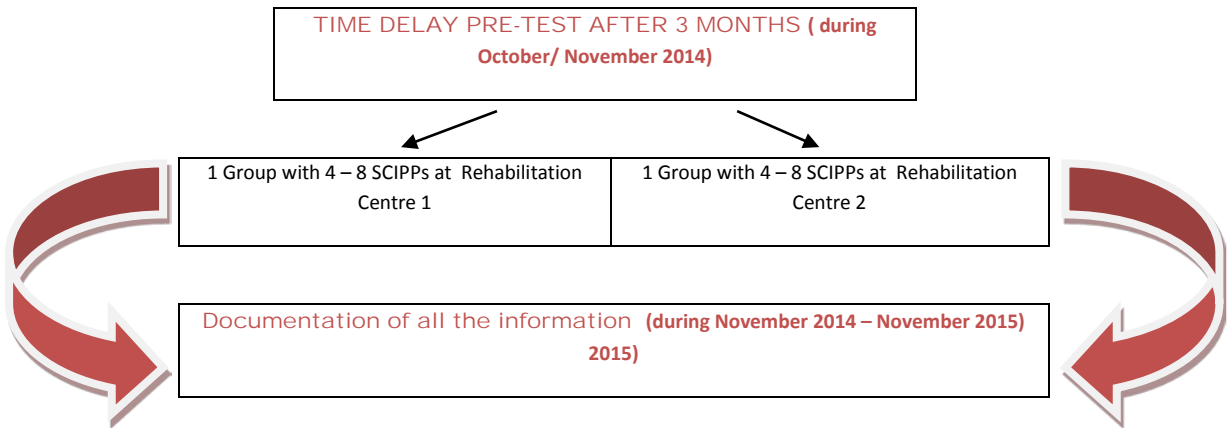 TIME DELAY PRE-TEST AFTER 3 MONTHS ( during
October/ November 2014)
1 Group with 4 – 8 SCIPPs at Rehabilitation
Centre 1
1 Group with 4 – 8 SCIPPs at Rehabilitation
Centre 2
Documentation of all the information (during November 2014 – November 2015)
2015)